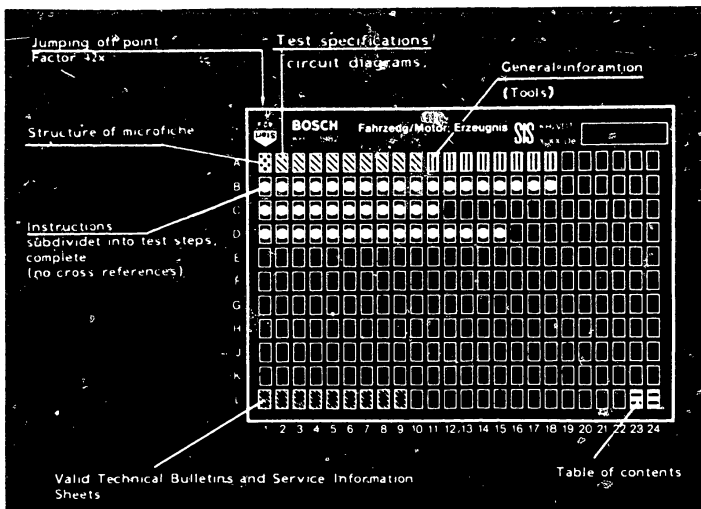 Jumping off point
Factor 42x
Test specifications
circuit diagrams.
General inforamtion
(Tools)
Structure of microfiche
Start
BOSCH
Fahrzeug/Motor Erzeugnis
SIS
A
B
C
D
E
F
G
H
J
K
L
Instructions
subdividet into test steps,
complete
(no cross references)
1 2 3 4 5 6 7 8 9 10 11 12 13 14 15 16 17 18 19 20 21 22 23 24
Valid Technical Bulletins and Service Information
Sheets
Table of contents